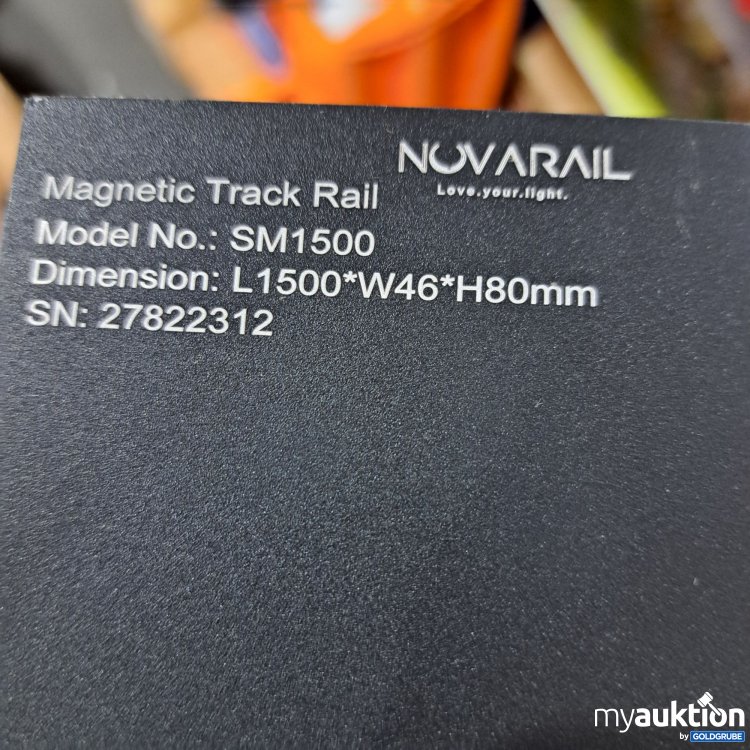 NOVARAIL
Love.your.light.
Magnetic Track Rail
Model No.: SM1500
Dimension: L1500*W46*H80mm
SN: 27822312
myauktion
by GOLDGRUBE